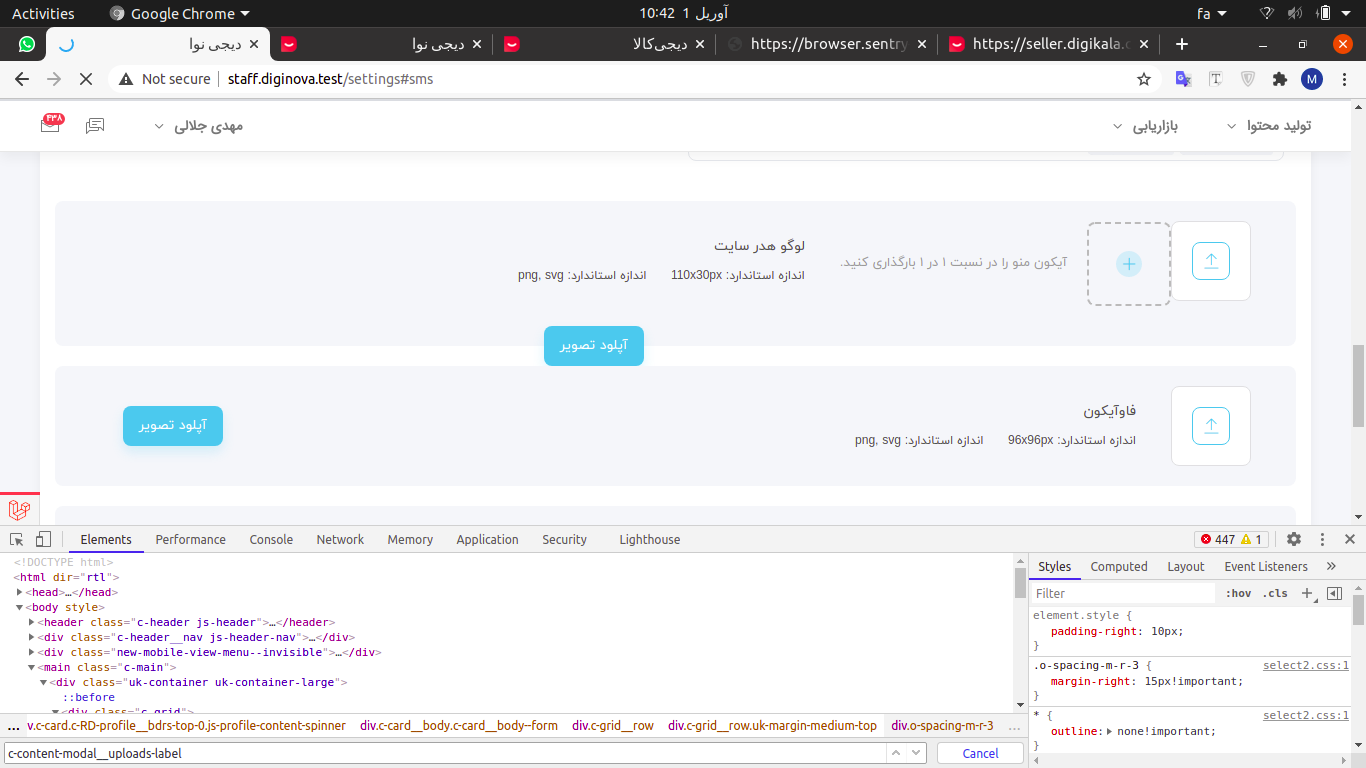 Activities
Google Chrome
10:42 آوریل 1
fa
دیجی نوا
دیجی نوا
دیجی‌کالا
https://browser.sentry
https://seller.digikala.c
Not secure
staff.diginova.test/settings#sms
M
تولید محتوا
بازاریابی
مهدی جلالی
۴۳۸
آیکون منو را در نسبت ۱ در ۱ بارگذاری کنید.
لوگو هدر سایت
اندازه استاندارد: 110x30px
اندازه استاندارد: png, svg
آپلود تصویر
فاوآیکون
اندازه استاندارد: 96x96px
اندازه استاندارد: png, svg
آپلود تصویر
Elements
Performance
Console
Network
Memory
Application
Security
Lighthouse
447
1
<!DOCTYPE html>
<html dir="rtl">
<head>…</head>
<body style>
<header class="c-header js-header">…</header>
<div class="c-header__nav js-header-nav">…</div>
<div class="new-mobile-view-menu--invisible">…</div>
<main class="c-main">
<div class="uk-container uk-container-large">
::before
<div class="c-grid">
… v.c-card.c-RD-profile__bdrs-top-0.js-profile-content-spinner
div.c-card__body.c-card__body--form
div.c-grid__row
div.c-grid__row.uk-margin-medium-top
div.o-spacing-m-r-3
…
c-content-modal__uploads-label
Cancel
Styles
Computed
Layout
Event Listeners
»
Filter
:hov
.cls
element.style {
padding-right: 10px;
}
.o-spacing-m-r-3 {
select2.css:1
margin-right: 15px!important;
}
* {
select2.css:1
outline: none!important;
}